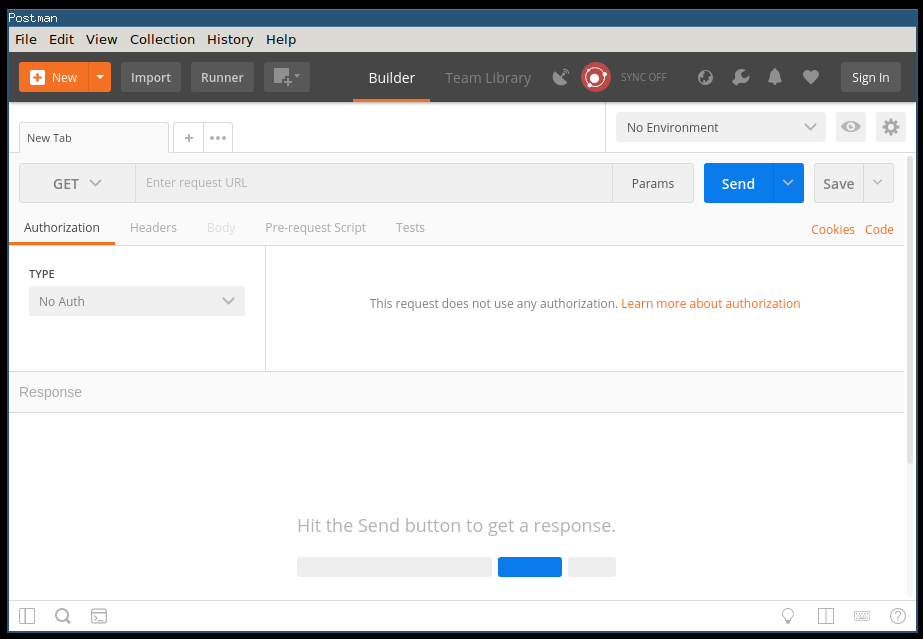 Postman
File Edit View Collection History Help
New Import Runner Builder Team Library SYNC OFF Sign In
New Tab + ••• No Environment
GET Enter request URL Params Send Save
Authorization Headers Body Pre-request Script Tests Cookies Code
TYPE
No Auth
This request does not use any authorization. Learn more about authorization
Response
Hit the Send button to get a response.